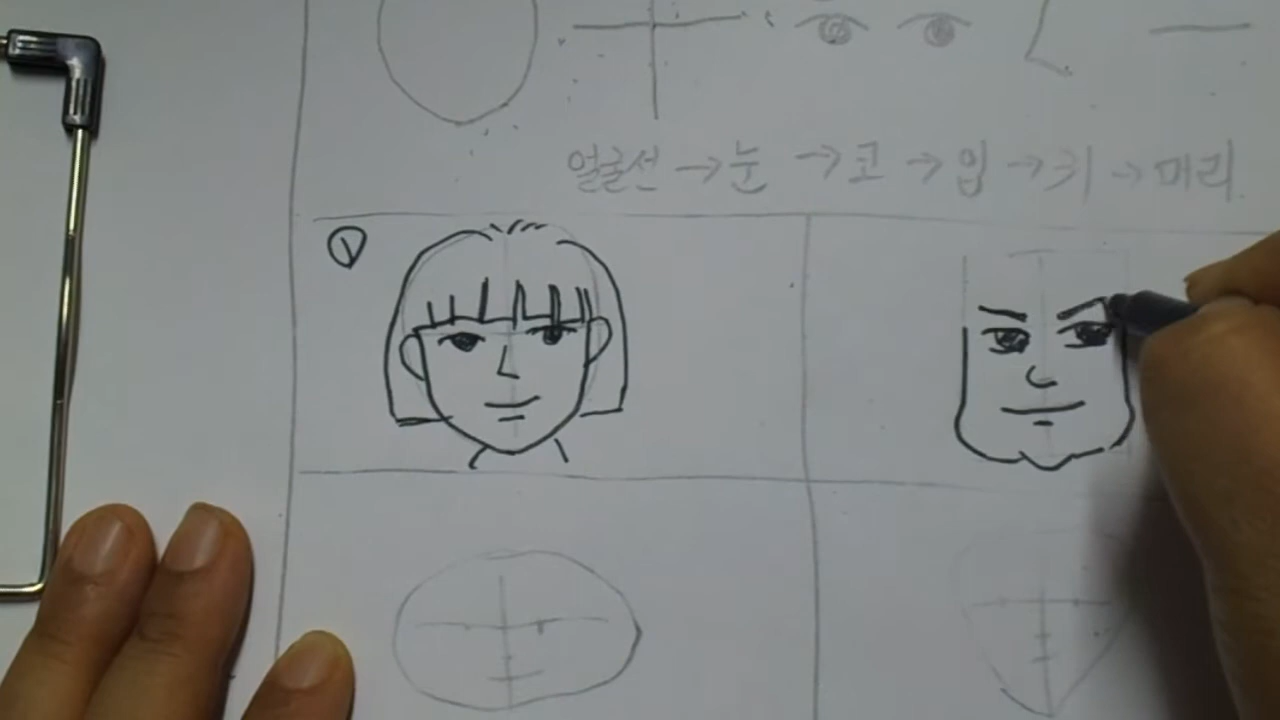 얼굴선 → 눈 → 코 → 입 → 귀 → 머리
①